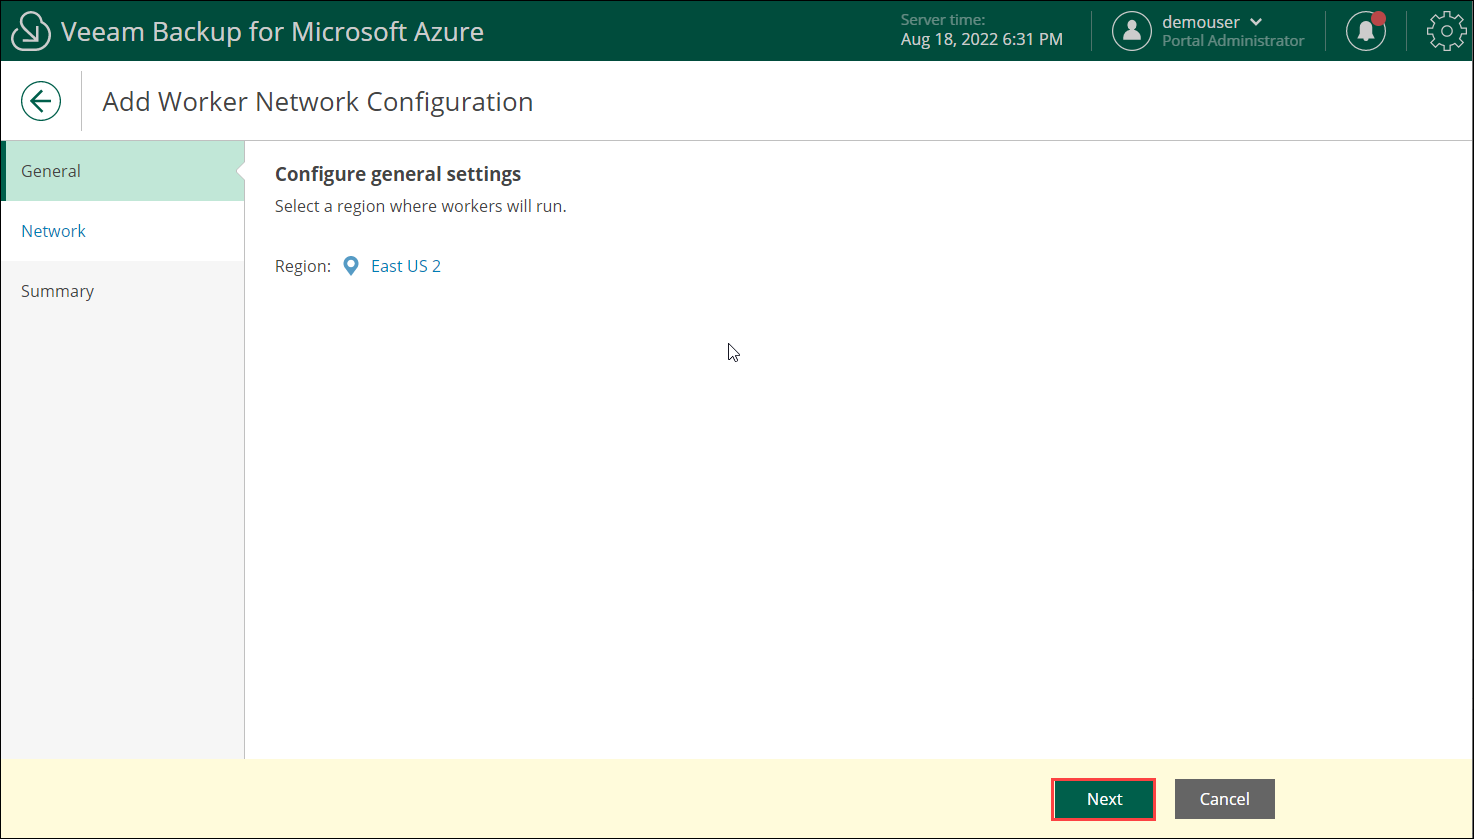 Veeam Backup for Microsoft Azure
Server time:
Aug 18, 2022 6:31 PM
demouser
Portal Administrator
Add Worker Network Configuration
General
Network
Summary
Configure general settings
Select a region where workers will run.
Region: East US 2
Next
Cancel